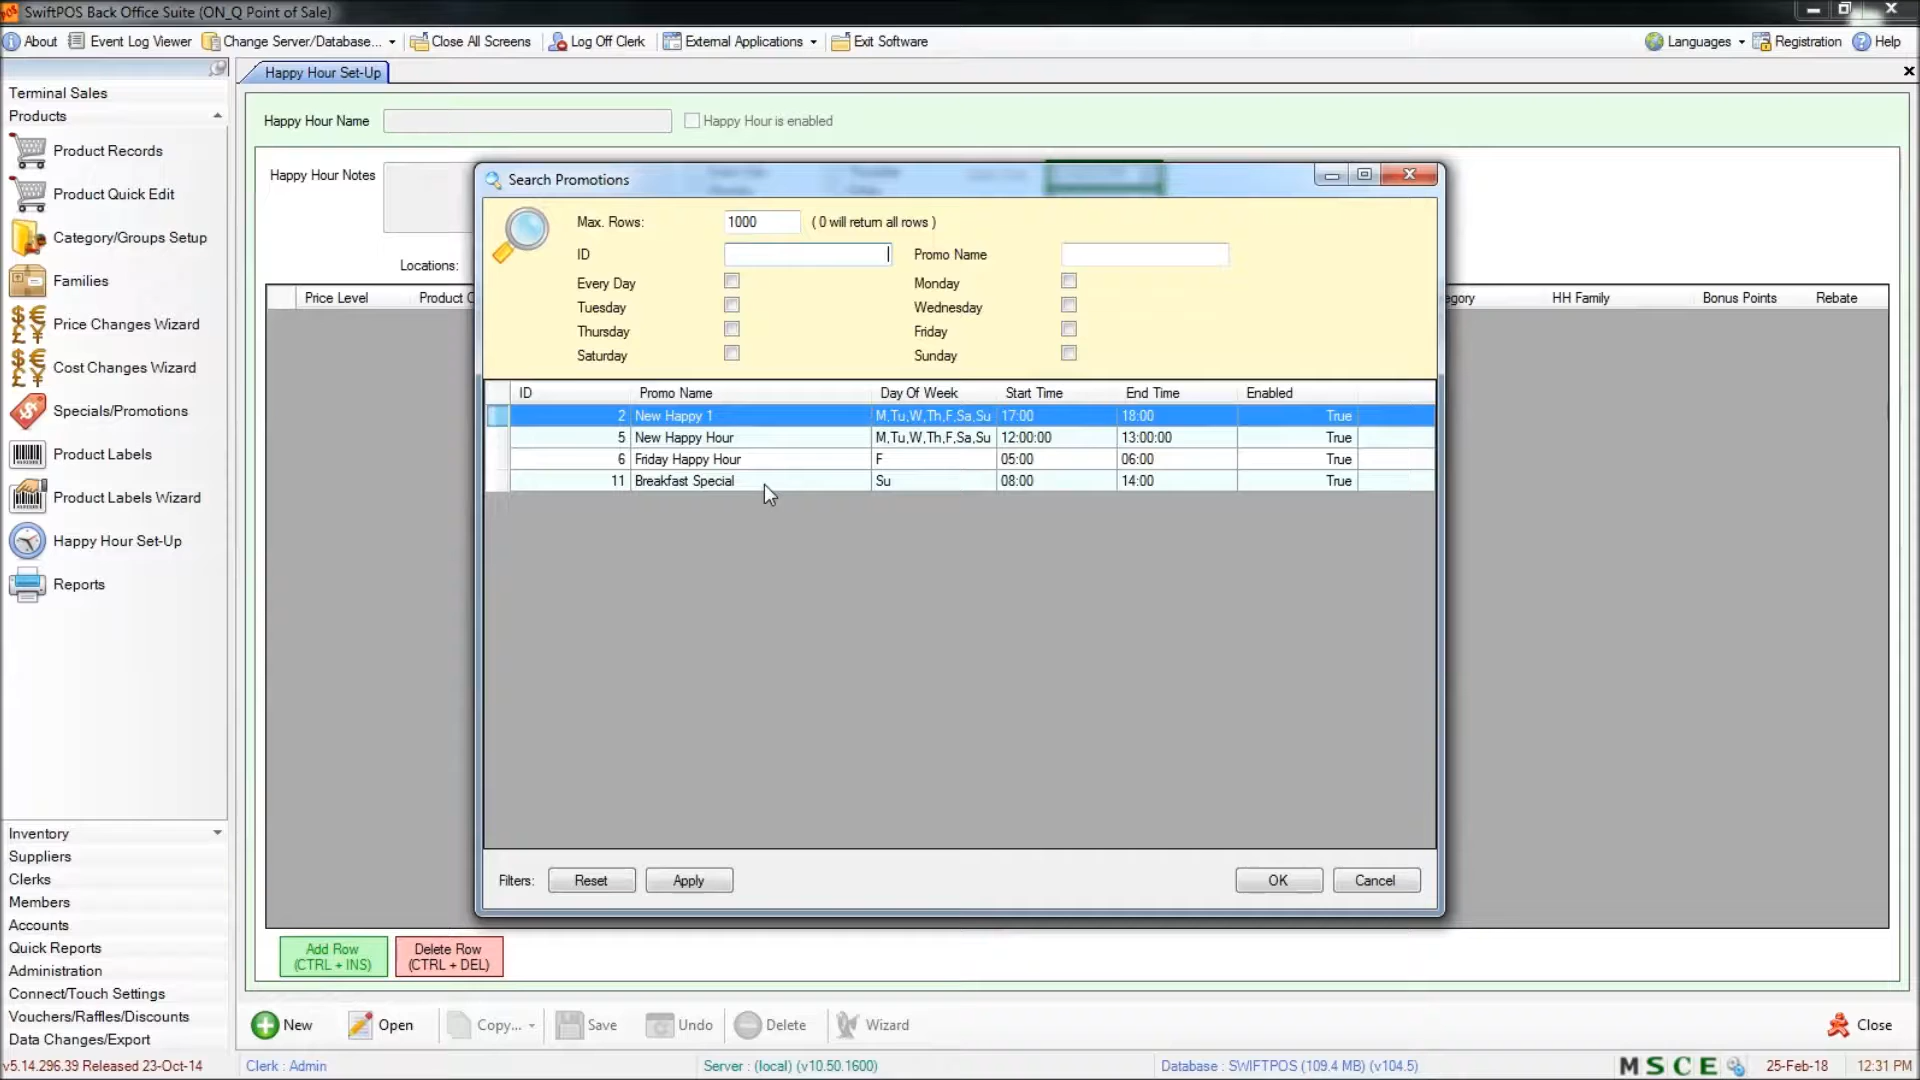 SwiftPOS Back Office Suite (ON_Q Point of Sale)
About Event Log Viewer Change Server/Database... Close All Screens Log Off Clerk External Applications Exit Software Languages Registration Help
Happy Hour Set-Up
Terminal Sales
Products
Product Records
Product Quick Edit
Category/Groups Setup
Families
Price Changes Wizard
Cost Changes Wizard
Specials/Promotions
Product Labels
Product Labels Wizard
Happy Hour Set-Up
Reports
Inventory
Suppliers
Clerks
Members
Accounts
Quick Reports
Administration
Connect/Touch Settings
Vouchers/Raffles/Discounts
Data Changes/Export
Happy Hour Name Happy Hour is enabled
Happy Hour Notes
Locations:
Price Level Product C
egory HH Family Bonus Points Rebate
Search Promotions
Max. Rows: 1000 ( 0 will return all rows )
ID Promo Name
Every Day Monday
Tuesday Wednesday
Thursday Friday
Saturday Sunday
ID Promo Name Day Of Week Start Time End Time Enabled
2 New Happy 1 M,Tu,W,Th,F,Sa,Su 17:00 18:00 True
5 New Happy Hour M,Tu,W,Th,F,Sa,Su 12:00:00 13:00:00 True
6 Friday Happy Hour F 05:00 06:00 True
11 Breakfast Special Su 08:00 14:00 True
Filters: Reset Apply OK Cancel
Add Row
(CTRL + INS)
Delete Row
(CTRL + DEL)
New Open Copy... Save Undo Delete Wizard Close
v5.14.296.39 Released 23-Oct-14 Clerk : Admin Server : (local) (v10.50.1600) Database : SWIFTPOS (109.4 MB) (v104.5) M S C E 25-Feb-18 12:31 PM